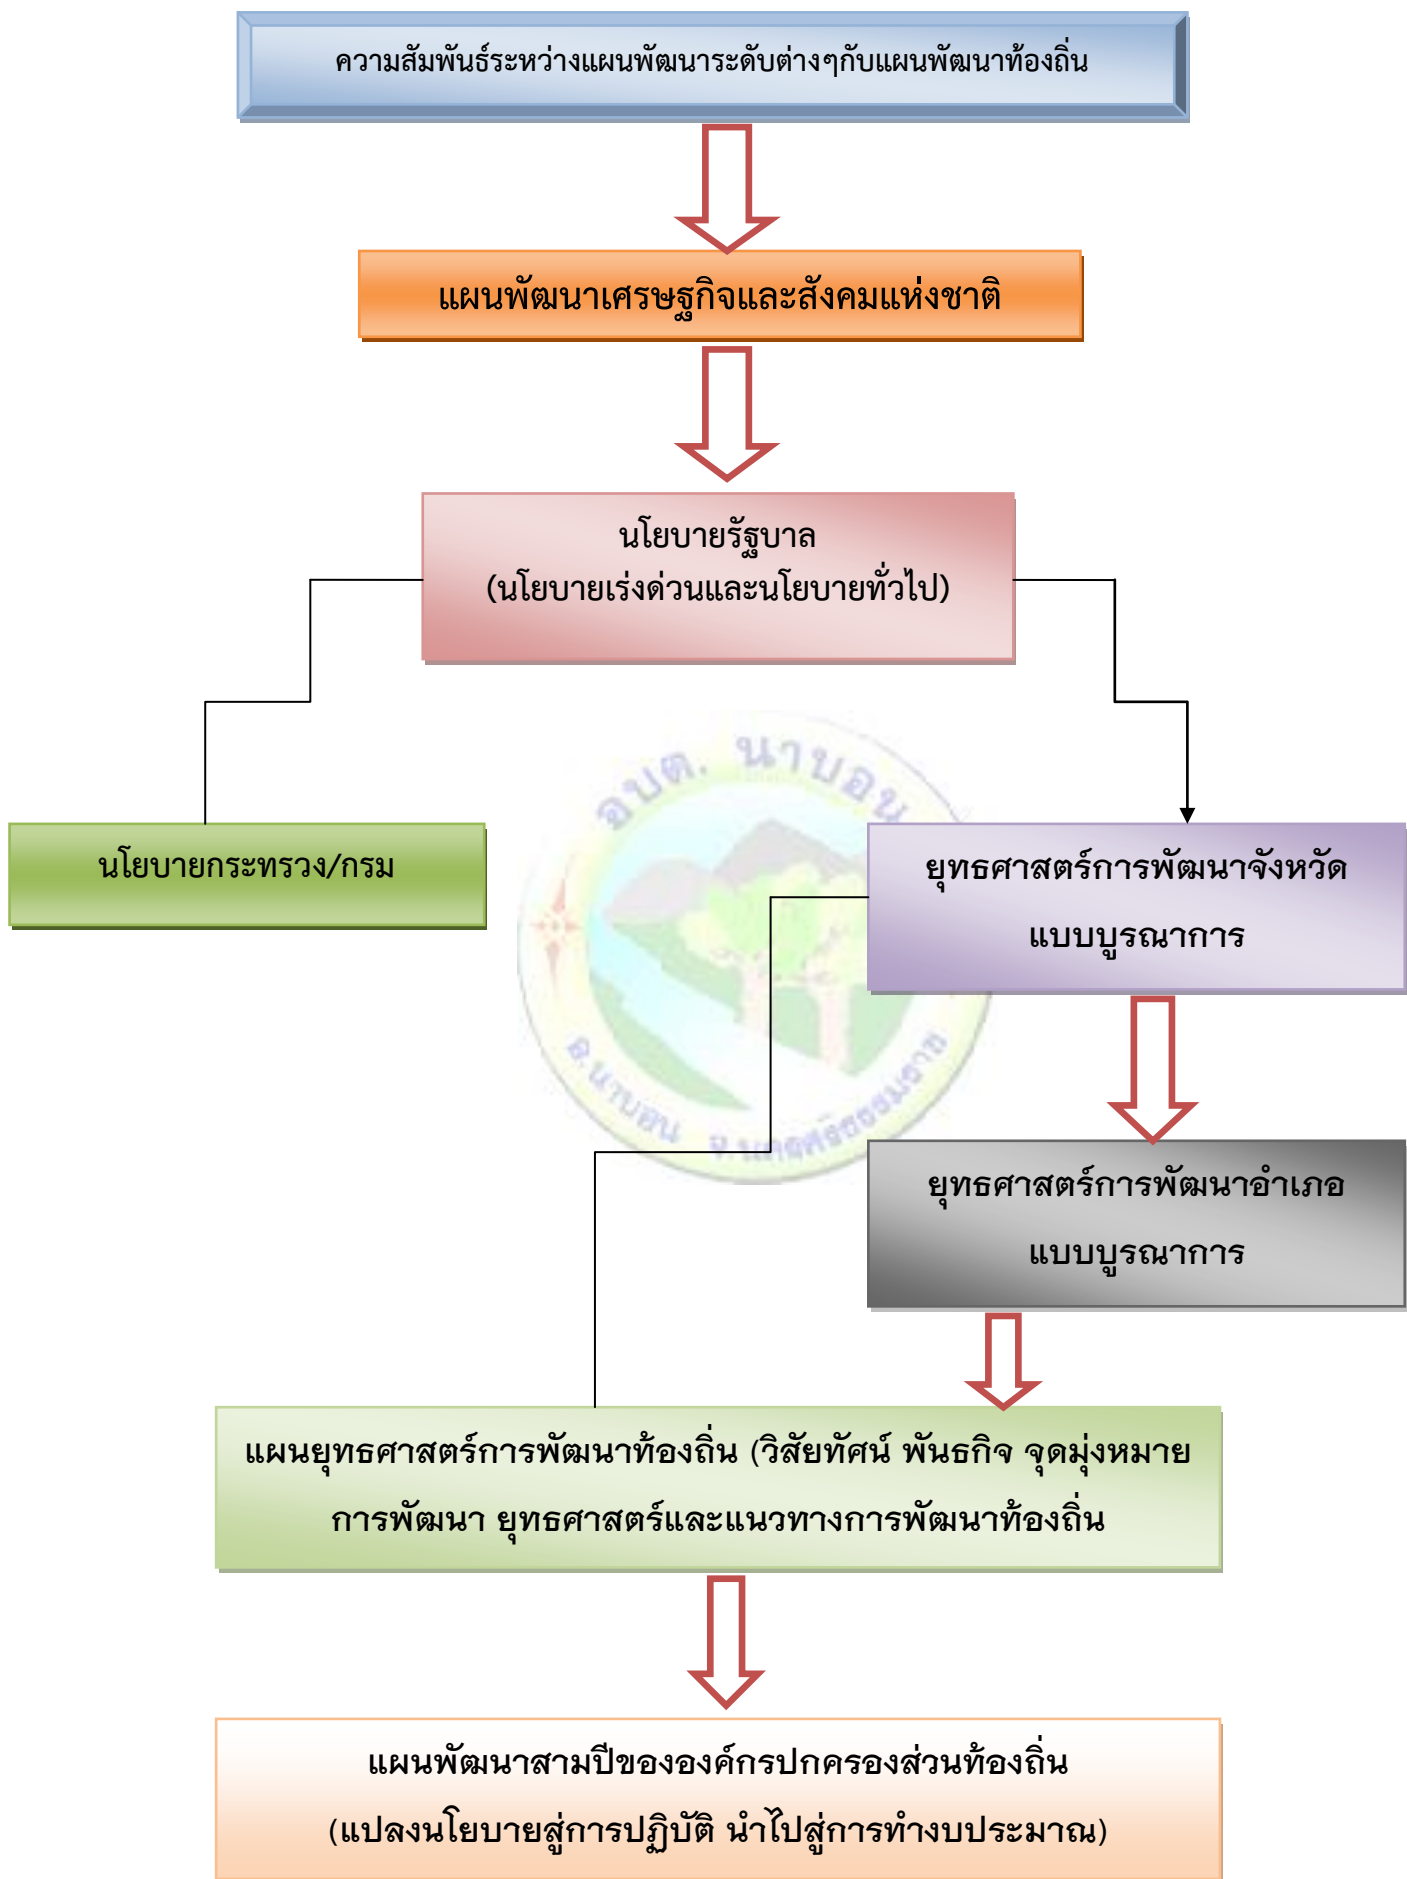 ความสัมพันธ์ระหว่างแผนพัฒนาระดับต่างๆกับแผนพัฒนาท้องถิ่น
แผนพัฒนาเศรษฐกิจและสังคมแห่งชาติ
นโยบายรัฐบาล
(นโยบายเร่งด่วนและนโยบายทั่วไป)
อบต. นาบอน
นโยบายกระทรวง/กรม
ยุทธศาสตร์การพัฒนาจังหวัด
แบบบูรณาการ
อ.นาบอน จ.นครศรีธรรมราช
ยุทธศาสตร์การพัฒนาอำเภอ
แบบบูรณาการ
แผนยุทธศาสตร์การพัฒนาท้องถิ่น (วิสัยทัศน์ พันธกิจ จุดมุ่งหมาย
การพัฒนา ยุทธศาสตร์และแนวทางการพัฒนาท้องถิ่น
แผนพัฒนาสามปีขององค์กรปกครองส่วนท้องถิ่น
(แปลงนโยบายสู่การปฏิบัติ นำไปสู่การทำงบประมาณ)